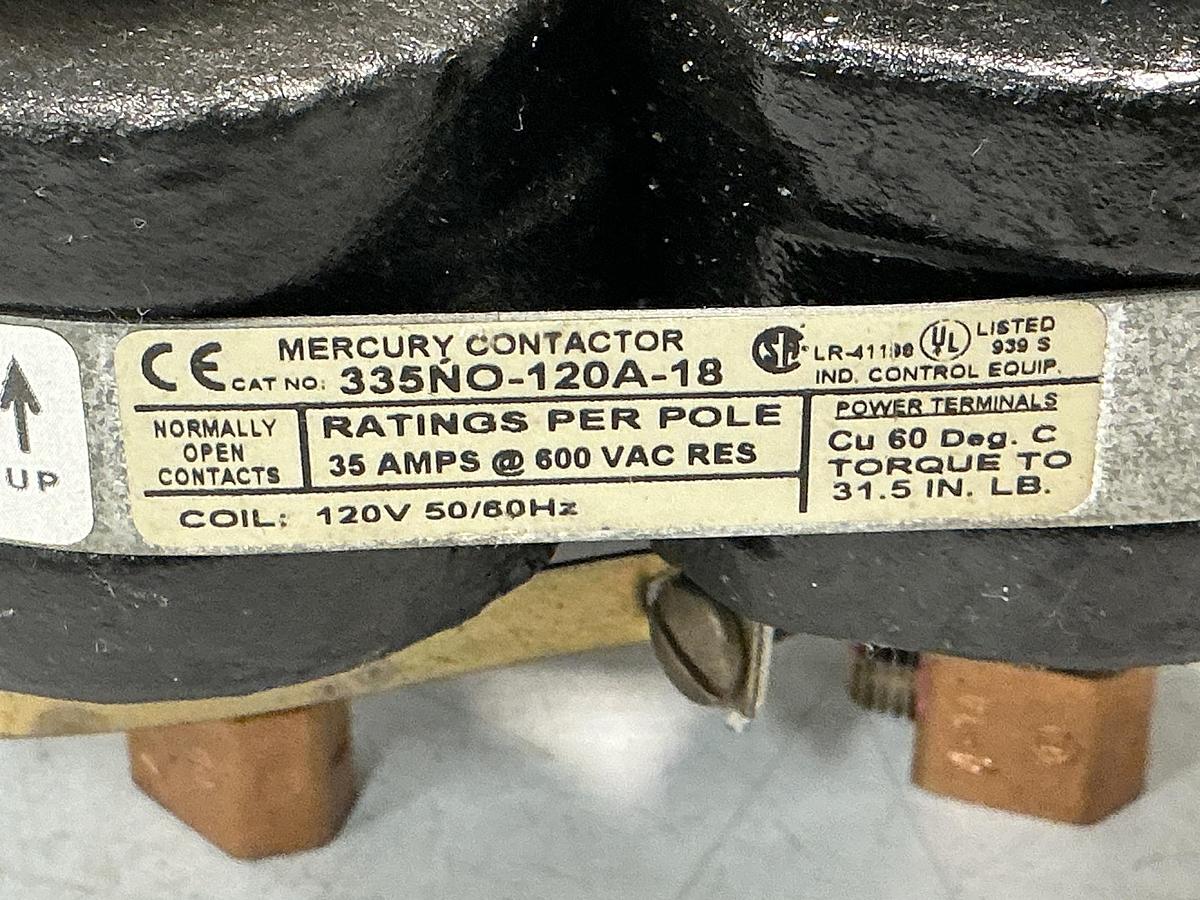 UP
CE MERCURY CONTACTOR
CAT NO: 335NO-120A-18
NORMALLY
OPEN
CONTACTS
RATINGS PER POLE
35 AMPS @ 600 VAC RES
COIL: 120V 50/60Hz
SA UL LISTED
939 S
IND. CONTROL EQUIP.
POWER TERMINALS
Cu 60 Deg. C
TORQUE TO
31.5 IN. LB.